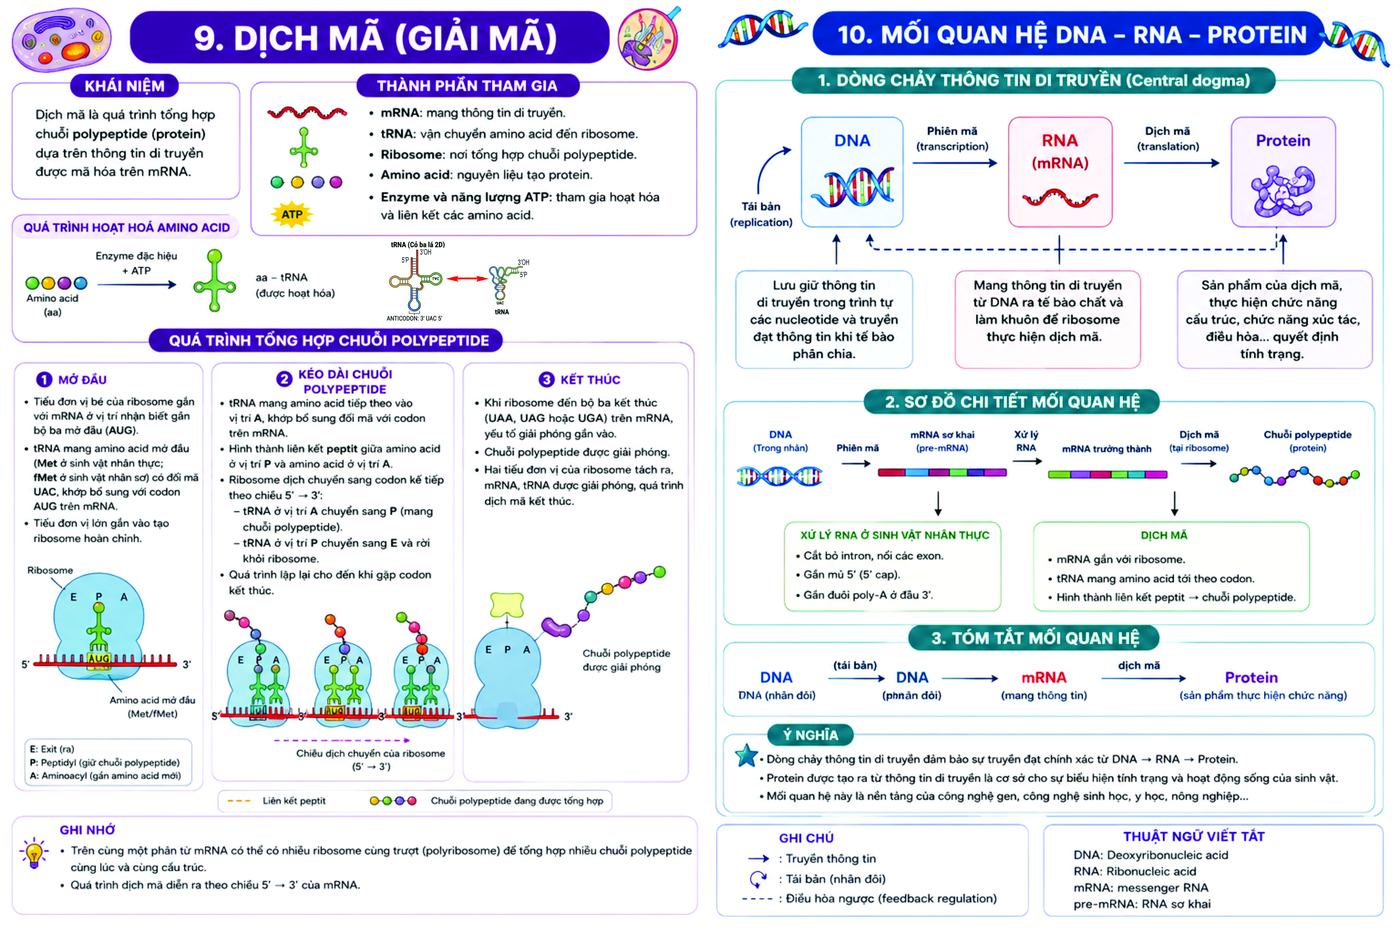 9. DỊCH MÃ (GIẢI MÃ)
KHÁI NIỆM
Dịch mã là quá trình tổng hợp
chuỗi polypeptide (protein)
dựa trên thông tin di truyền
được mã hóa trên mRNA.
THÀNH PHẦN THAM GIA
• mRNA: mang thông tin di truyền.
• tRNA: vận chuyển amino acid đến ribosome.
• Ribosome: nơi tổng hợp chuỗi polypeptide.
• Amino acid: nguyên liệu tạo protein.
• Enzyme và năng lượng ATP: tham gia hoạt hóa
và liên kết các amino acid.
ATP
QUÁ TRÌNH HOẠT HOÁ AMINO ACID
Enzyme đặc hiệu
+ ATP
Amino acid
(aa)
aa – tRNA
(được hoạt hóa)
tRNA (Cỏ ba lá 2D)
3'OH
5'P
3'OH
5'P
UAC
tRNA
ANTICODON: 3' UAC 5'
QUÁ TRÌNH TỔNG HỢP CHUỖI POLYPEPTIDE
1 MỞ ĐẦU
• Tiểu đơn vị bé của ribosome gắn
với mRNA ở vị trí nhận biết gần
bộ ba mở đầu (AUG).
• tRNA mang amino acid mở đầu
(Met ở sinh vật nhân thực;
fMet ở sinh vật nhân sơ) có đối mã
UAC, khớp bổ sung với codon
AUG trên mRNA.
• Tiểu đơn vị lớn gắn vào tạo
ribosome hoàn chỉnh.
Ribosome
E P A
AUG
5' 3'
Amino acid mở đầu
(Met/fMet)
E: Exit (ra)
P: Peptidyl (giữ chuỗi polypeptide)
A: Aminoacyl (gắn amino acid mới)
2 KÉO DÀI CHUỖI
POLYPEPTIDE
• tRNA mang amino acid tiếp theo vào
vị trí A, khớp bổ sung đối mã với codon
trên mRNA.
• Hình thành liên kết peptit giữa amino acid
ở vị trí P và amino acid ở vị trí A.
• Ribosome dịch chuyển sang codon kế tiếp
theo chiều 5' → 3':
– tRNA ở vị trí A chuyển sang P (mang
chuỗi polypeptide).
– tRNA ở vị trí P chuyển sang E và rời
khỏi ribosome.
• Quá trình lặp lại cho đến khi gặp codon
kết thúc.
E P A
E P A
E P A
5' 3' 3' 3'
Chiều dịch chuyển của ribosome
(5' → 3')
3 KẾT THÚC
• Khi ribosome đến bộ ba kết thúc
(UAA, UAG hoặc UGA) trên mRNA,
yếu tố giải phóng gắn vào.
• Chuỗi polypeptide được giải phóng.
• Hai tiểu đơn vị của ribosome tách ra,
mRNA, tRNA được giải phóng, quá trình
dịch mã kết thúc.
E P A
Chuỗi polypeptide
được giải phóng
3'
Liên kết peptit
Chuỗi polypeptide đang được tổng hợp
GHI NHỚ
• Trên cùng một phân tử mRNA có thể có nhiều ribosome cùng trượt (polyribosome) để tổng hợp nhiều chuỗi polypeptide
cùng lúc và cùng cấu trúc.
• Quá trình dịch mã diễn ra theo chiều 5' → 3' của mRNA.
10. MỐI QUAN HỆ DNA – RNA – PROTEIN
1. DÒNG CHẢY THÔNG TIN DI TRUYỀN (Central dogma)
DNA
Phiên mã
(transcription)
RNA
(mRNA)
Dịch mã
(translation)
Protein
Tái bản
(replication)
Lưu giữ thông tin
di truyền trong trình tự
các nucleotide và truyền
đạt thông tin khi tế bào
phân chia.
Mang thông tin di truyền
từ DNA ra tế bào chất và
làm khuôn để ribosome
thực hiện dịch mã.
Sản phẩm của dịch mã,
thực hiện chức năng
cấu trúc, chức năng xúc tác,
điều hòa... quyết định
tính trạng.
2. SƠ ĐỒ CHI TIẾT MỐI QUAN HỆ
DNA
(Trong nhân)
Phiên mã
mRNA sơ khai
(pre-mRNA)
Xử lý
RNA
mRNA trưởng thành
Dịch mã
(tại ribosome)
Chuỗi polypeptide
(protein)
XỬ LÝ RNA Ở SINH VẬT NHÂN THỰC
• Cắt bỏ intron, nối các exon.
• Gắn mũ 5' (5' cap).
• Gắn đuôi poly-A ở đầu 3'.
DỊCH MÃ
• mRNA gắn với ribosome.
• tRNA mang amino acid tới theo codon.
• Hình thành liên kết peptit → chuỗi polypeptide.
3. TÓM TẮT MỐI QUAN HỆ
DNA
DNA (nhân đôi)
(tái bản)
DNA
(phnân đôi)
mRNA
(mang thông tin)
dịch mã
Protein
(sản phẩm thực hiện chức năng)
Ý NGHĨA
• Dòng chảy thông tin di truyền đảm bảo sự truyền đạt chính xác từ DNA → RNA → Protein.
• Protein được tạo ra từ thông tin di truyền là cơ sở cho sự biểu hiện tính trạng và hoạt động sống của sinh vật.
• Mối quan hệ này là nền tảng của công nghệ gen, công nghệ sinh học, y học, nông nghiệp...
GHI CHÚ
: Truyền thông tin
: Tái bản (nhân đôi)
: Điều hòa ngược (feedback regulation)
THUẬT NGỮ VIẾT TẮT
DNA: Deoxyribonucleic acid
RNA: Ribonucleic acid
mRNA: messenger RNA
pre-mRNA: RNA sơ khai